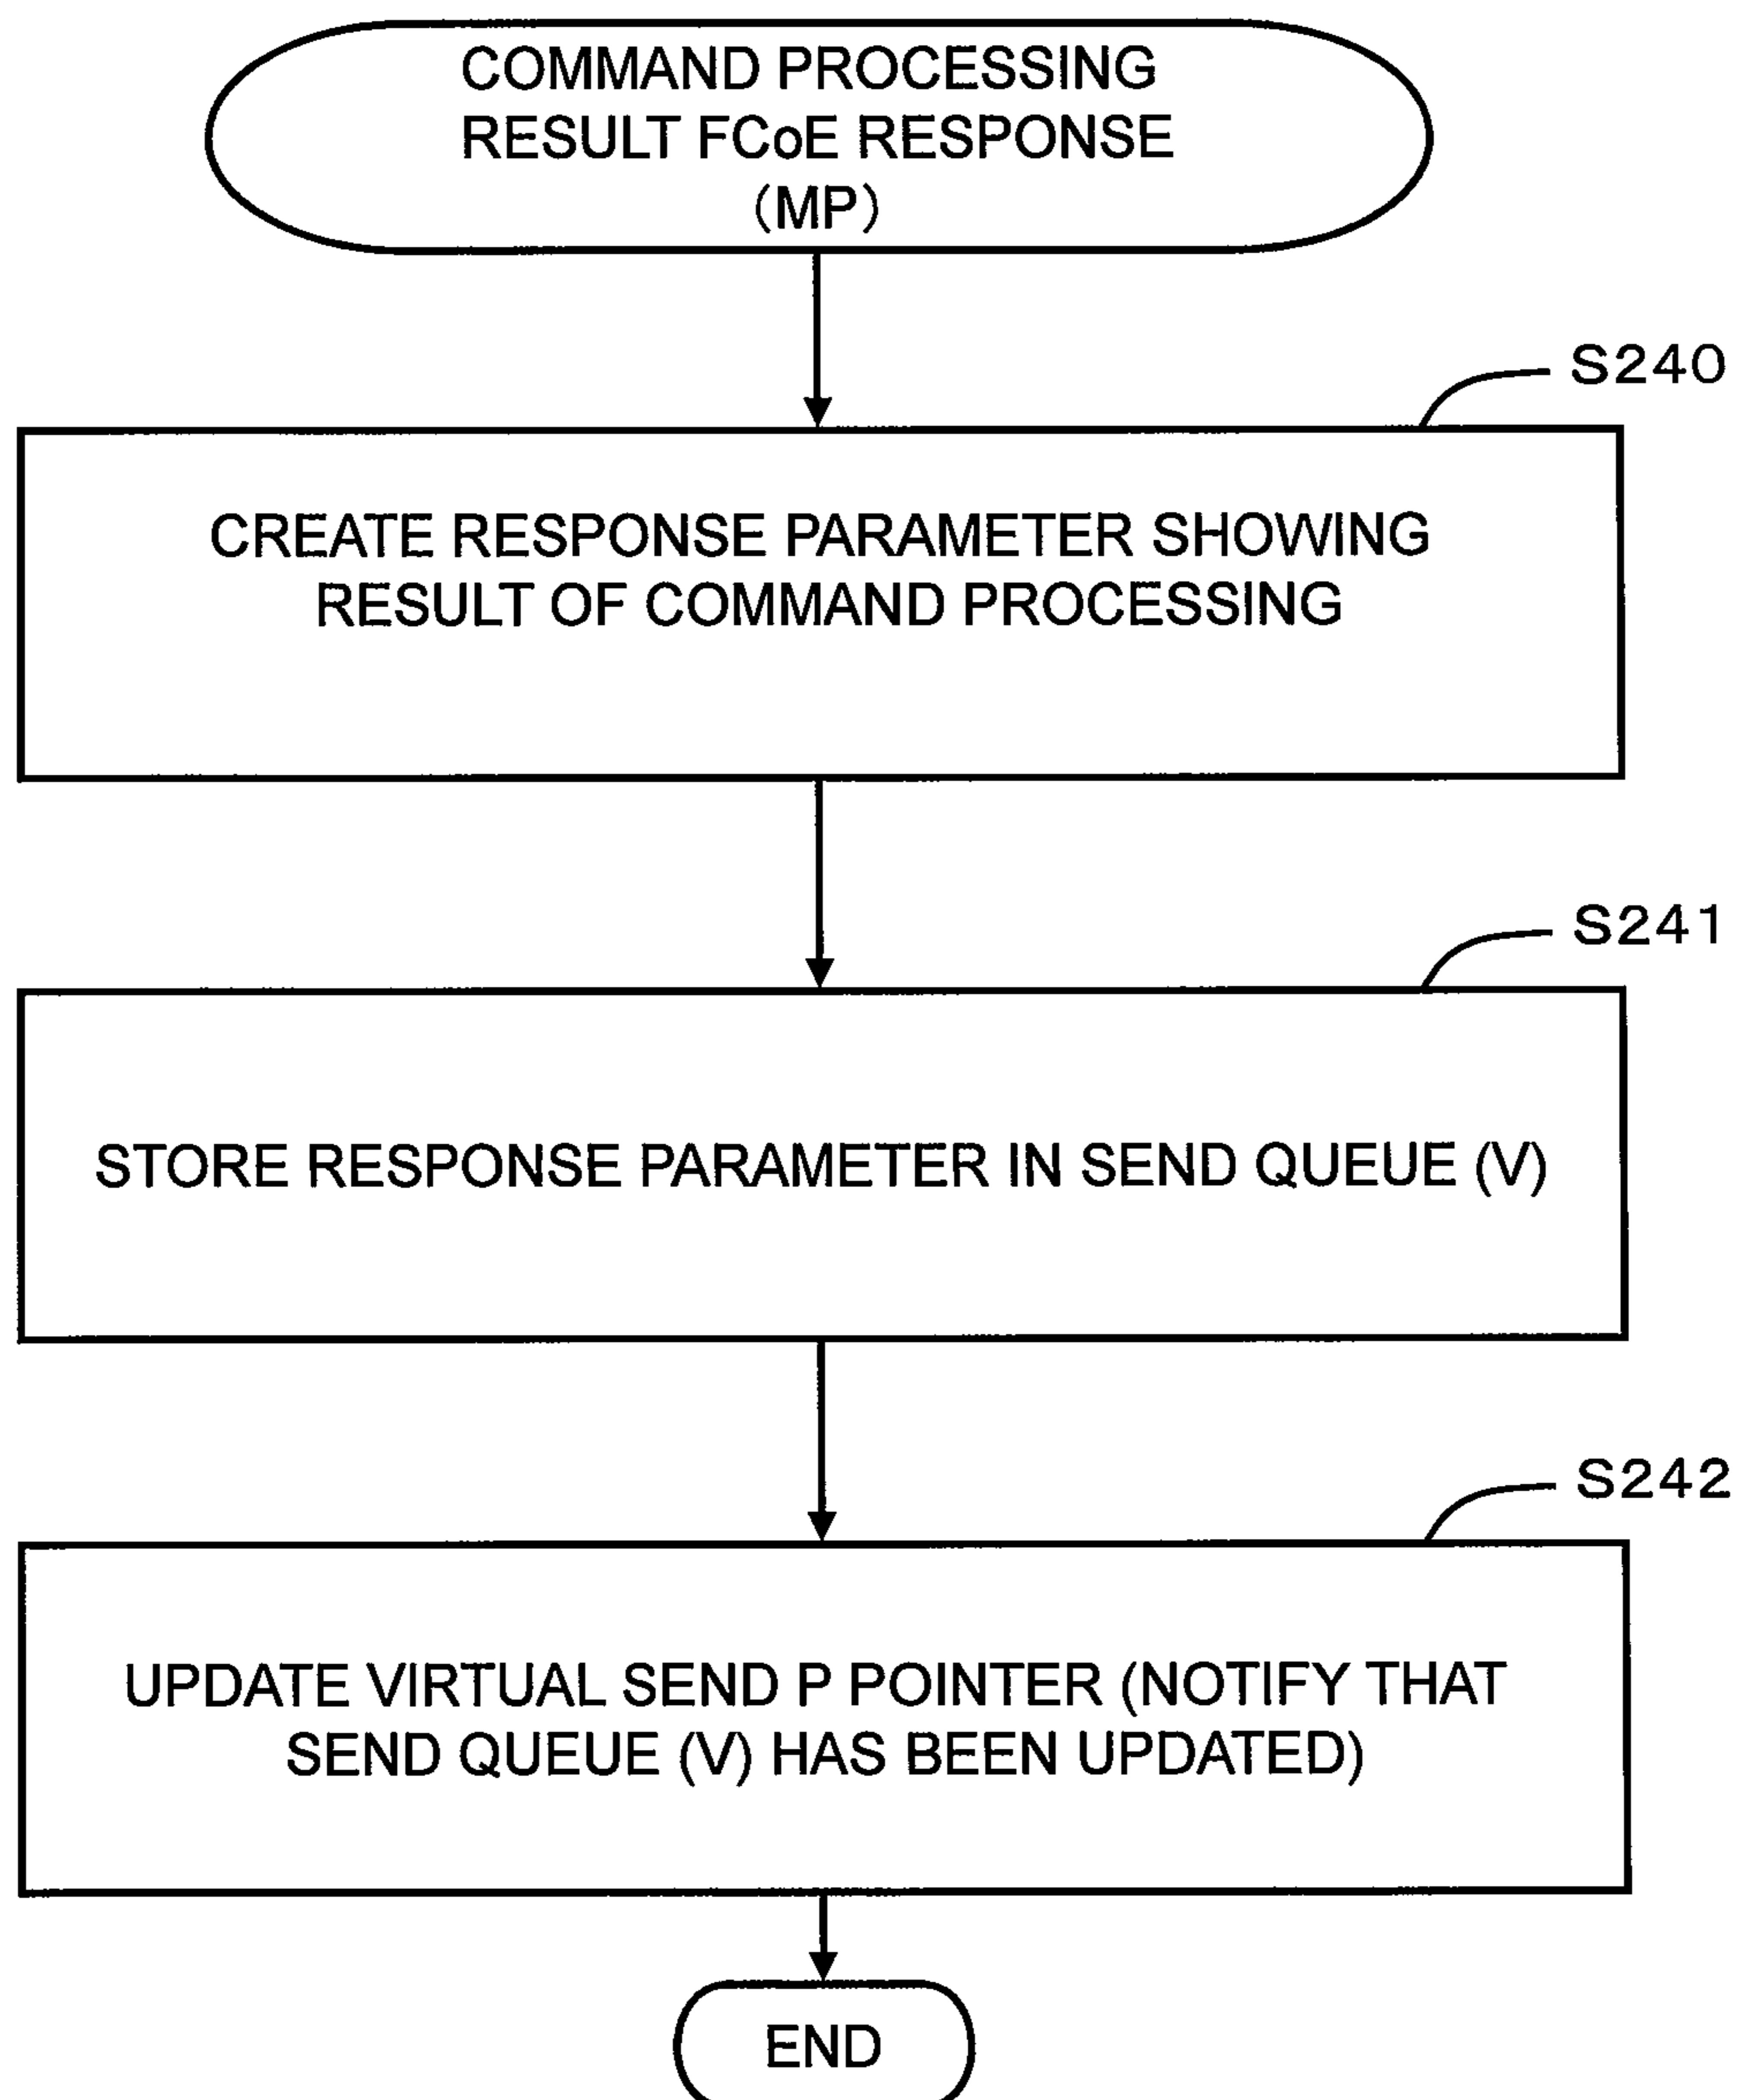 COMMAND PROCESSING
RESULT FCoE RESPONSE
(MP)
S240
CREATE RESPONSE PARAMETER SHOWING
RESULT OF COMMAND PROCESSING
S241
STORE RESPONSE PARAMETER IN SEND QUEUE (V)
S242
UPDATE VIRTUAL SEND P POINTER (NOTIFY THAT
SEND QUEUE (V) HAS BEEN UPDATED)
END